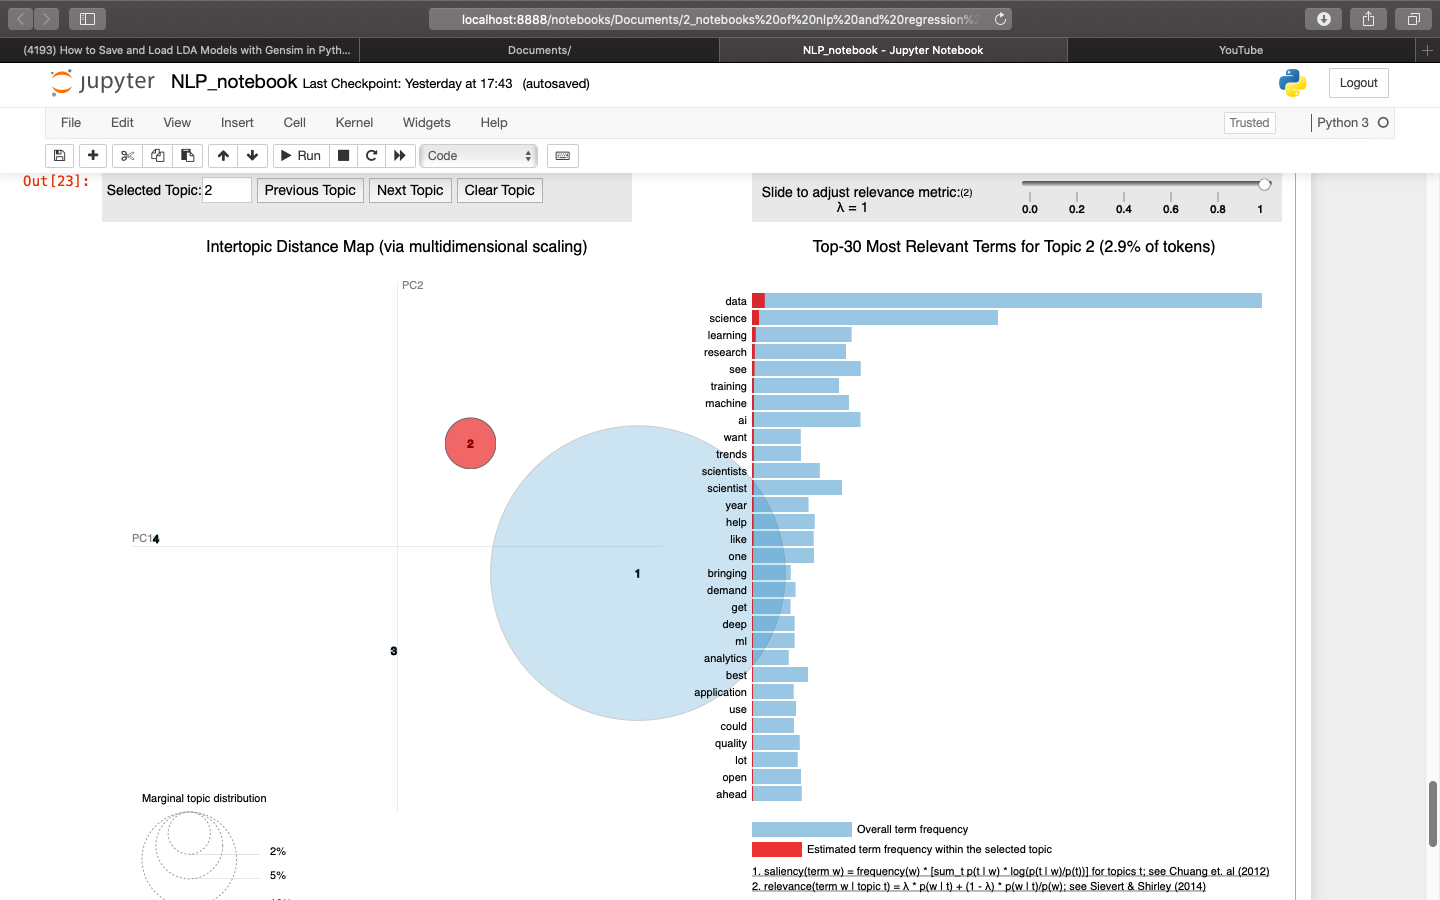 localhost:8888/notebooks/Documents/2_notebooks%20of%20nlp%20and%20regression%
(4193) How to Save and Load LDA Models with Gensim in Pyth...
Documents/
NLP_notebook - Jupyter Notebook
YouTube
jupyter NLP_notebook Last Checkpoint: Yesterday at 17:43 (autosaved)
Logout
File Edit View Insert Cell Kernel Widgets Help
Trusted
Python 3
Run
Code
Out[23]:
Selected Topic: 2 Previous Topic Next Topic Clear Topic
Slide to adjust relevance metric:(2)
λ = 1
0.0 0.2 0.4 0.6 0.8 1
Intertopic Distance Map (via multidimensional scaling)
PC2
PC1
4
2
1
3
Marginal topic distribution
2%
5%
Top-30 Most Relevant Terms for Topic 2 (2.9% of tokens)
data
science
learning
research
see
training
machine
ai
want
trends
scientists
scientist
year
help
like
one
bringing
demand
get
deep
ml
analytics
best
application
use
could
quality
lot
open
ahead
Overall term frequency
Estimated term frequency within the selected topic
1. saliency(term w) = frequency(w) * [sum_t p(t | w) * log(p(t | w)/p(t))] for topics t; see Chuang et. al (2012)
2. relevance(term w | topic t) = λ * p(w | t) + (1 - λ) * p(w | t)/p(w); see Sievert & Shirley (2014)